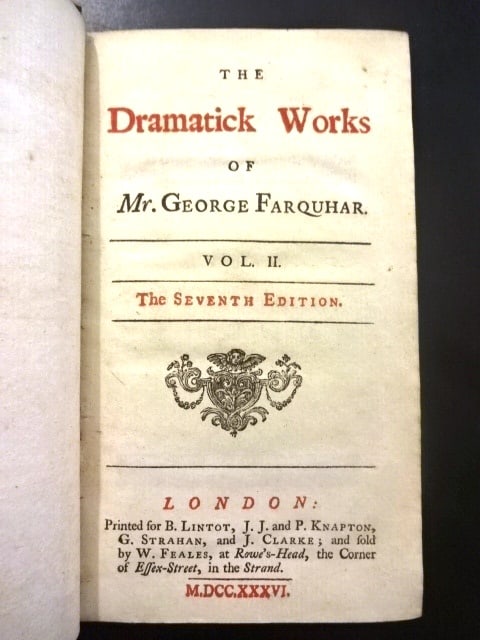 THE
Dramatick Works
OF
Mr. GEORGE FARQUHAR.
VOL. II.
The SEVENTH EDITION.
LONDON:
Printed for B. LINTOT, J. J. and P. KNAPTON,
G. STRAHAN, and J. CLARKE; and sold
by W. FEALES, at Rowe's-Head, the Corner
of Eſſex-Street, in the Strand.
M.DCC.XXXVI.